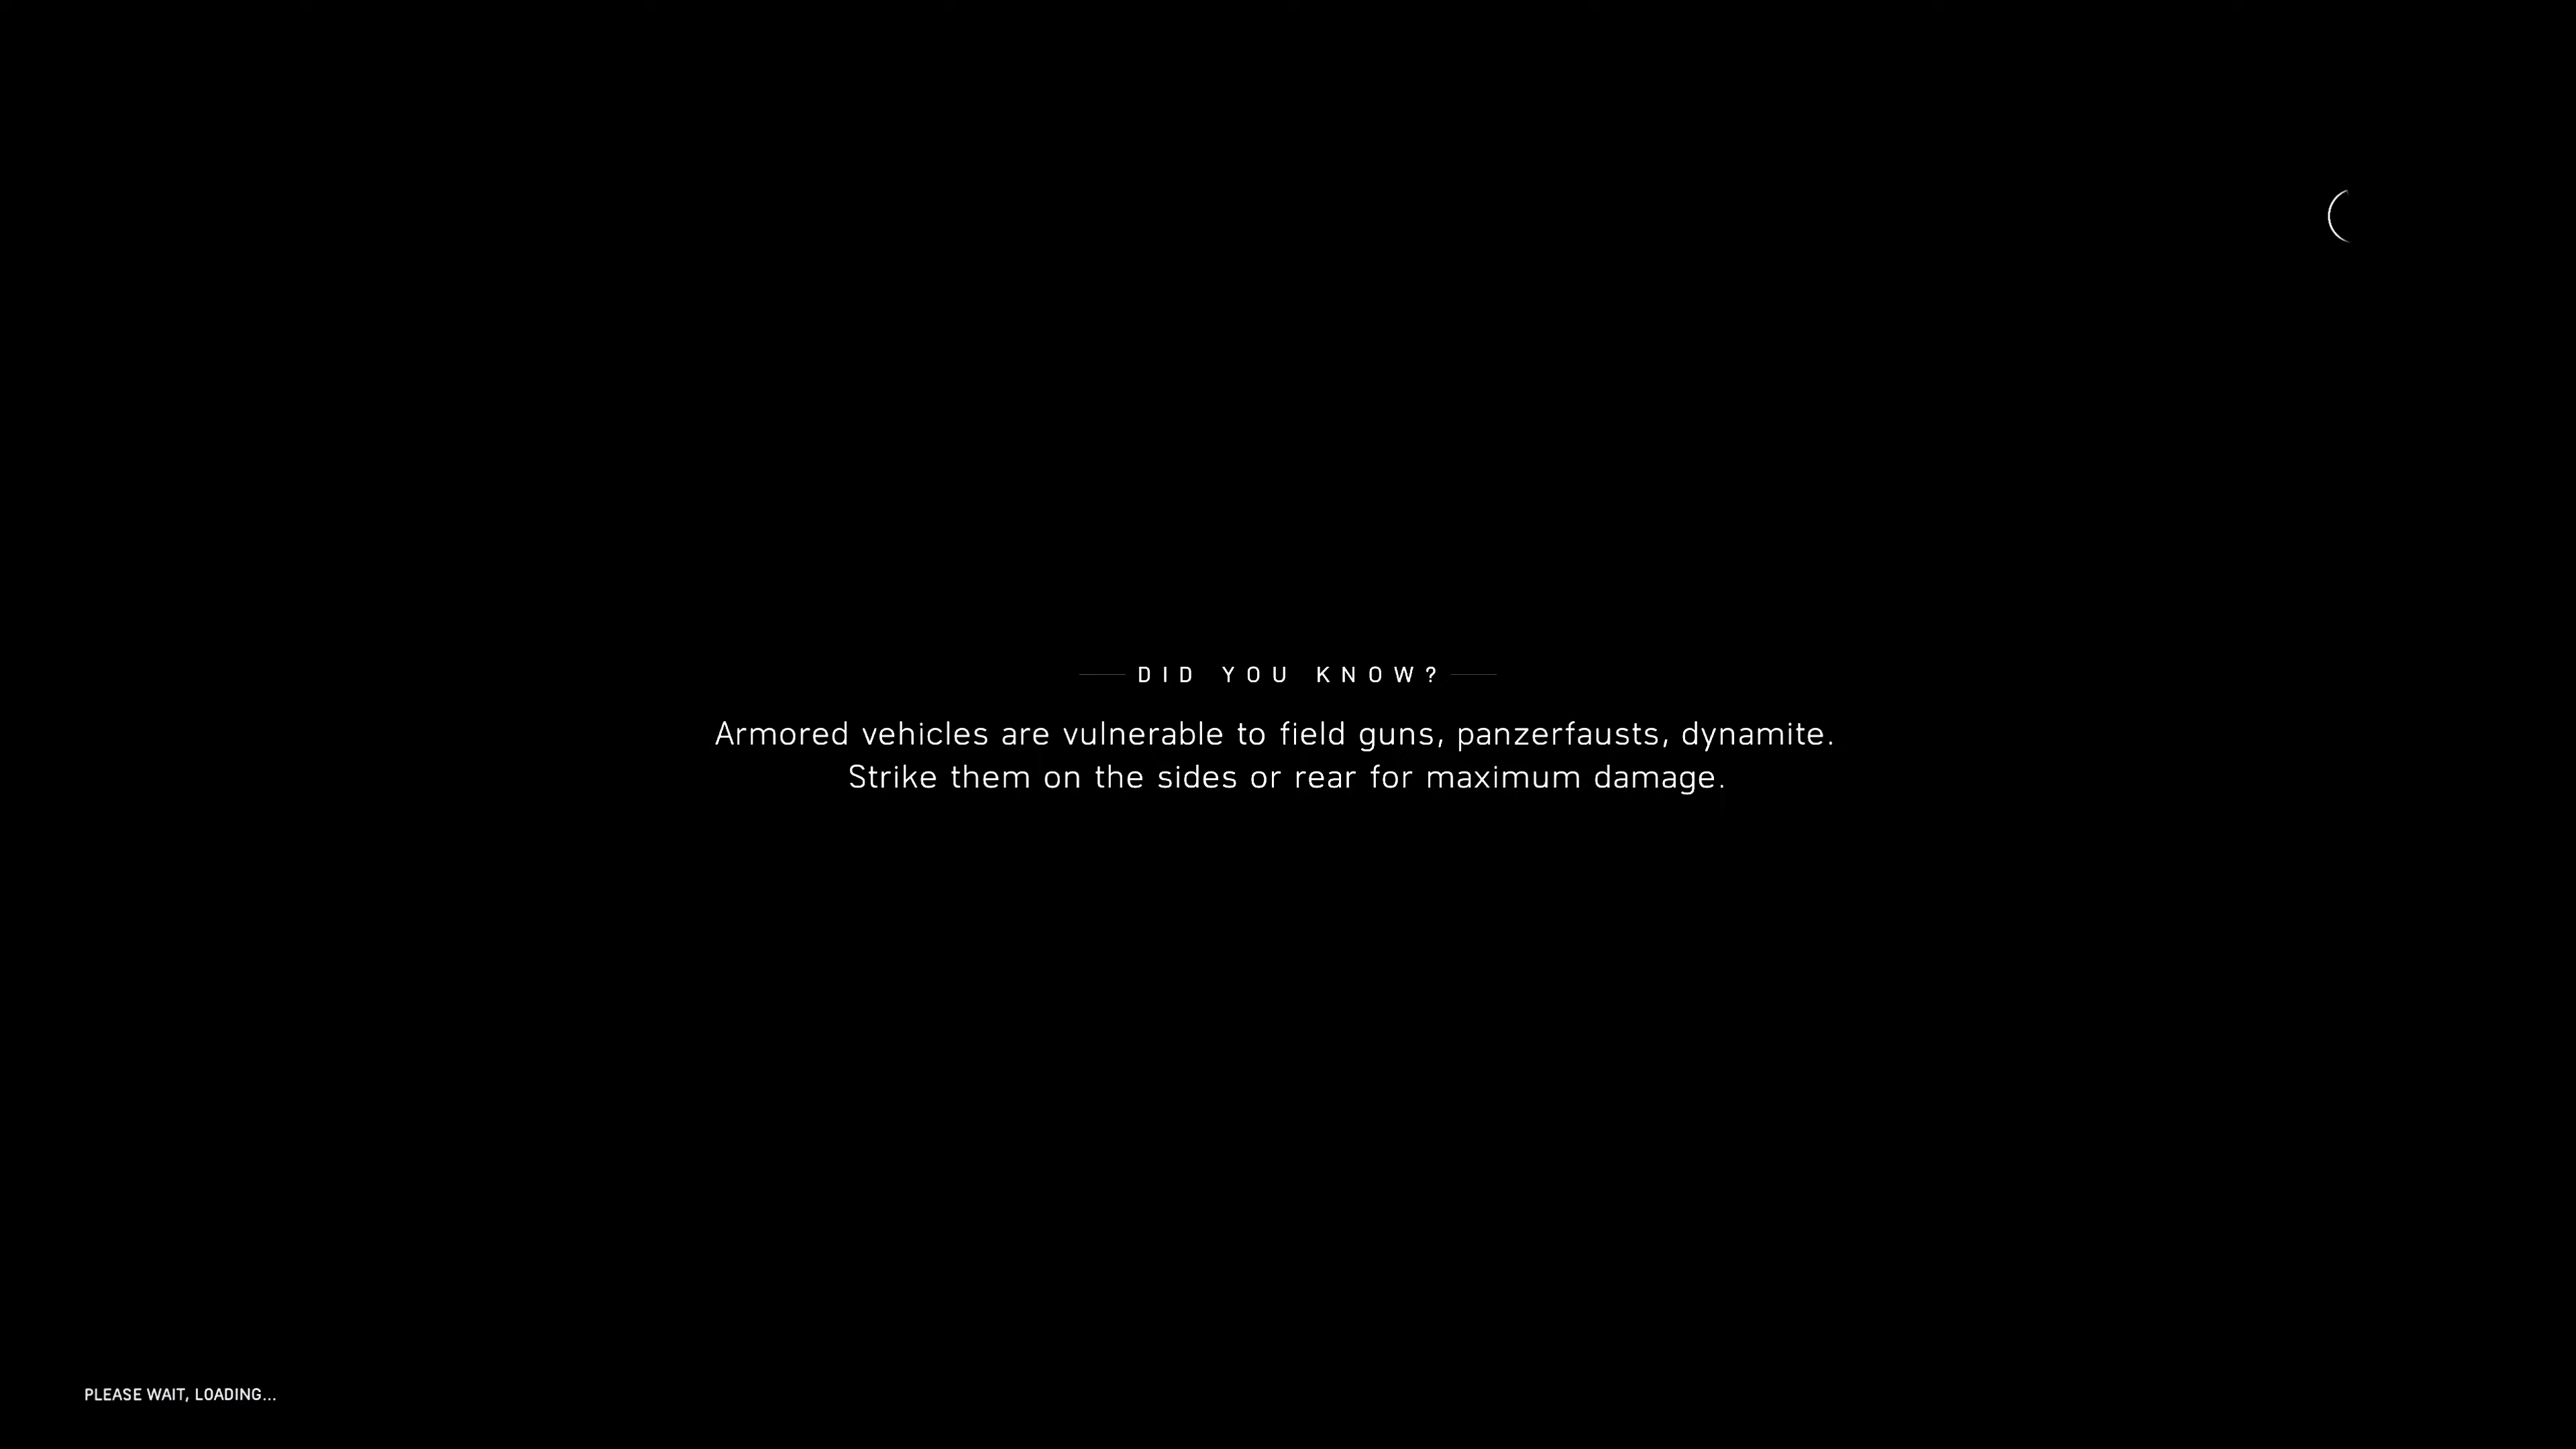 DID YOU KNOW?
Armored vehicles are vulnerable to field guns, panzerfausts, dynamite.
Strike them on the sides or rear for maximum damage.
PLEASE WAIT, LOADING...